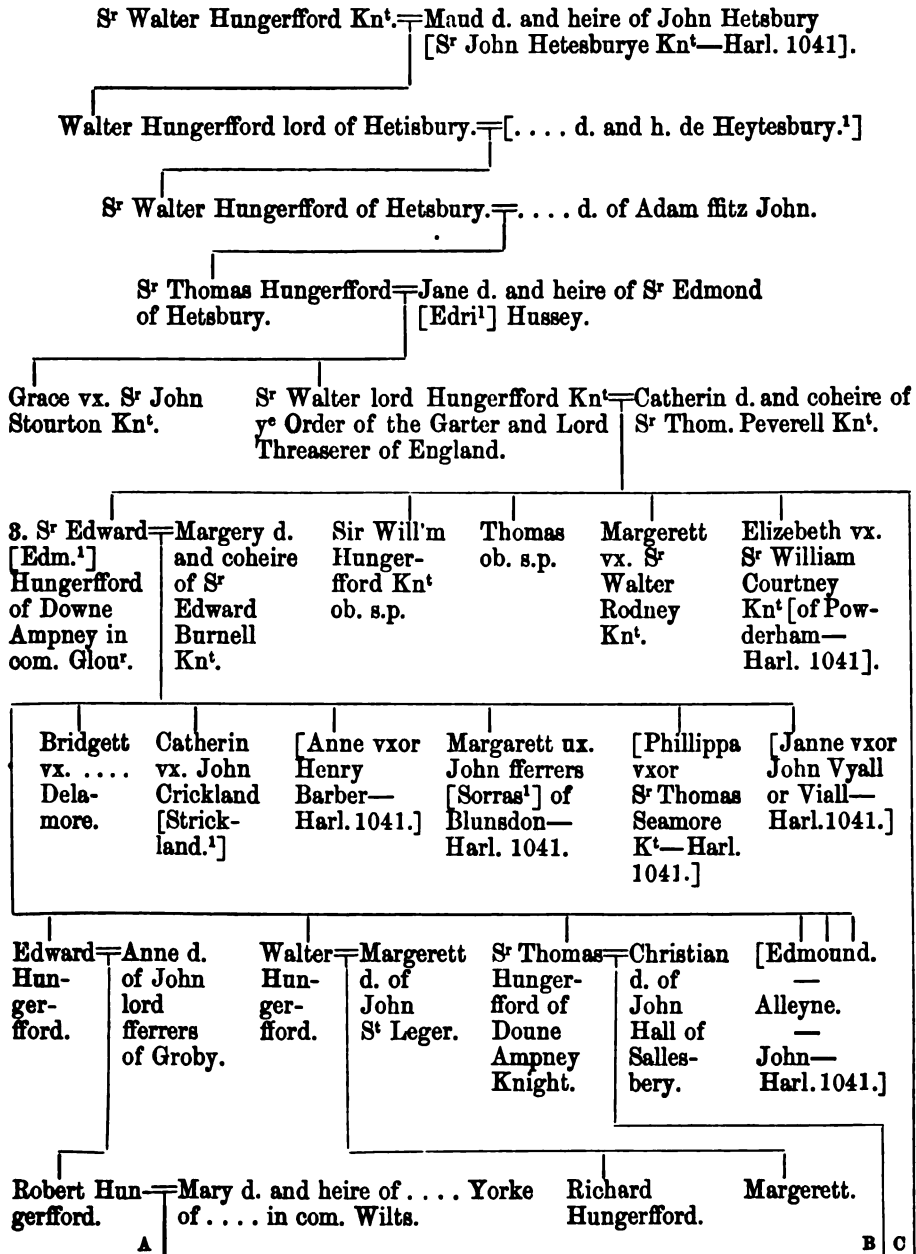 Sʳ Walter Hungerfford Knᵗ.=Maud d. and heire of John Hetsbury
[Sʳ John Hetesburye Knᵗ—Harl. 1041].
Walter Hungerfford lord of Hetisbury.=[. . . . d. and h. de Heytesbury.¹]
Sʳ Walter Hungerfford of Hetsbury.=. . . . d. of Adam ffitz John.
Sʳ Thomas Hungerfford
of Hetsbury.
=Jane d. and heire of Sʳ Edmond
[Edri¹] Hussey.
Grace vx. Sʳ John
Stourton Knᵗ.
Sʳ Walter lord Hungerfford Knᵗ
yᵉ Order of the Garter and Lord
Threaserer of England.
=Catherin d. and coheire of
Sʳ Thom. Peverell Knᵗ.
3. Sʳ Edward
[Edm.¹]
Hungerfford
of Downe
Ampney in
com. Glouʳ.
=Margery d.
and coheire
of Sʳ
Edward
Burnell
Knᵗ.
Sir Will'm
Hunger-
fford Knᵗ
ob. s.p.
Thomas
ob. s.p.
Margerett
vx. Sʳ
Walter
Rodney
Knᵗ.
Elizebeth vx.
Sʳ William
Courtney
Knᵗ [of Pow-
derham—
Harl. 1041].
Bridgett
vx. . . . .
Dela-
more.
Catherin
vx. John
Crickland
[Strick-
land.¹]
[Anne vxor
Henry
Barber—
Harl. 1041.]
Margarett ux.
John fferrers
[Sorras¹] of
Blunsdon—
Harl. 1041.
[Phillippa
vxor
Sʳ Thomas
Seamore
Kᵗ—Harl.
1041.]
[Janne vxor
John Vyall
or Viall—
Harl. 1041.]
Edward
Hun-
ger-
fford.
=Anne d.
of John
lord
fferrers
of Groby.
Walter
Hun-
ger-
fford.
=Margerett
d. of
John
Sᵗ Leger.
Sʳ Thomas
Hunger-
fford of
Doune
Ampney
Knight.
=Christian
d. of
John
Hall of
Salles-
bery.
[Edmound.
—
Alleyne.
—
John—
Harl. 1041.]
Robert Hun-
gerfford.
=Mary d. and heire of . . . . Yorke
of . . . . in com. Wilts.
Richard
Hungerfford.
Margerett.
A
B
C